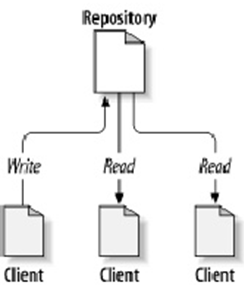 Repository
Write Read Read
Client Client Client